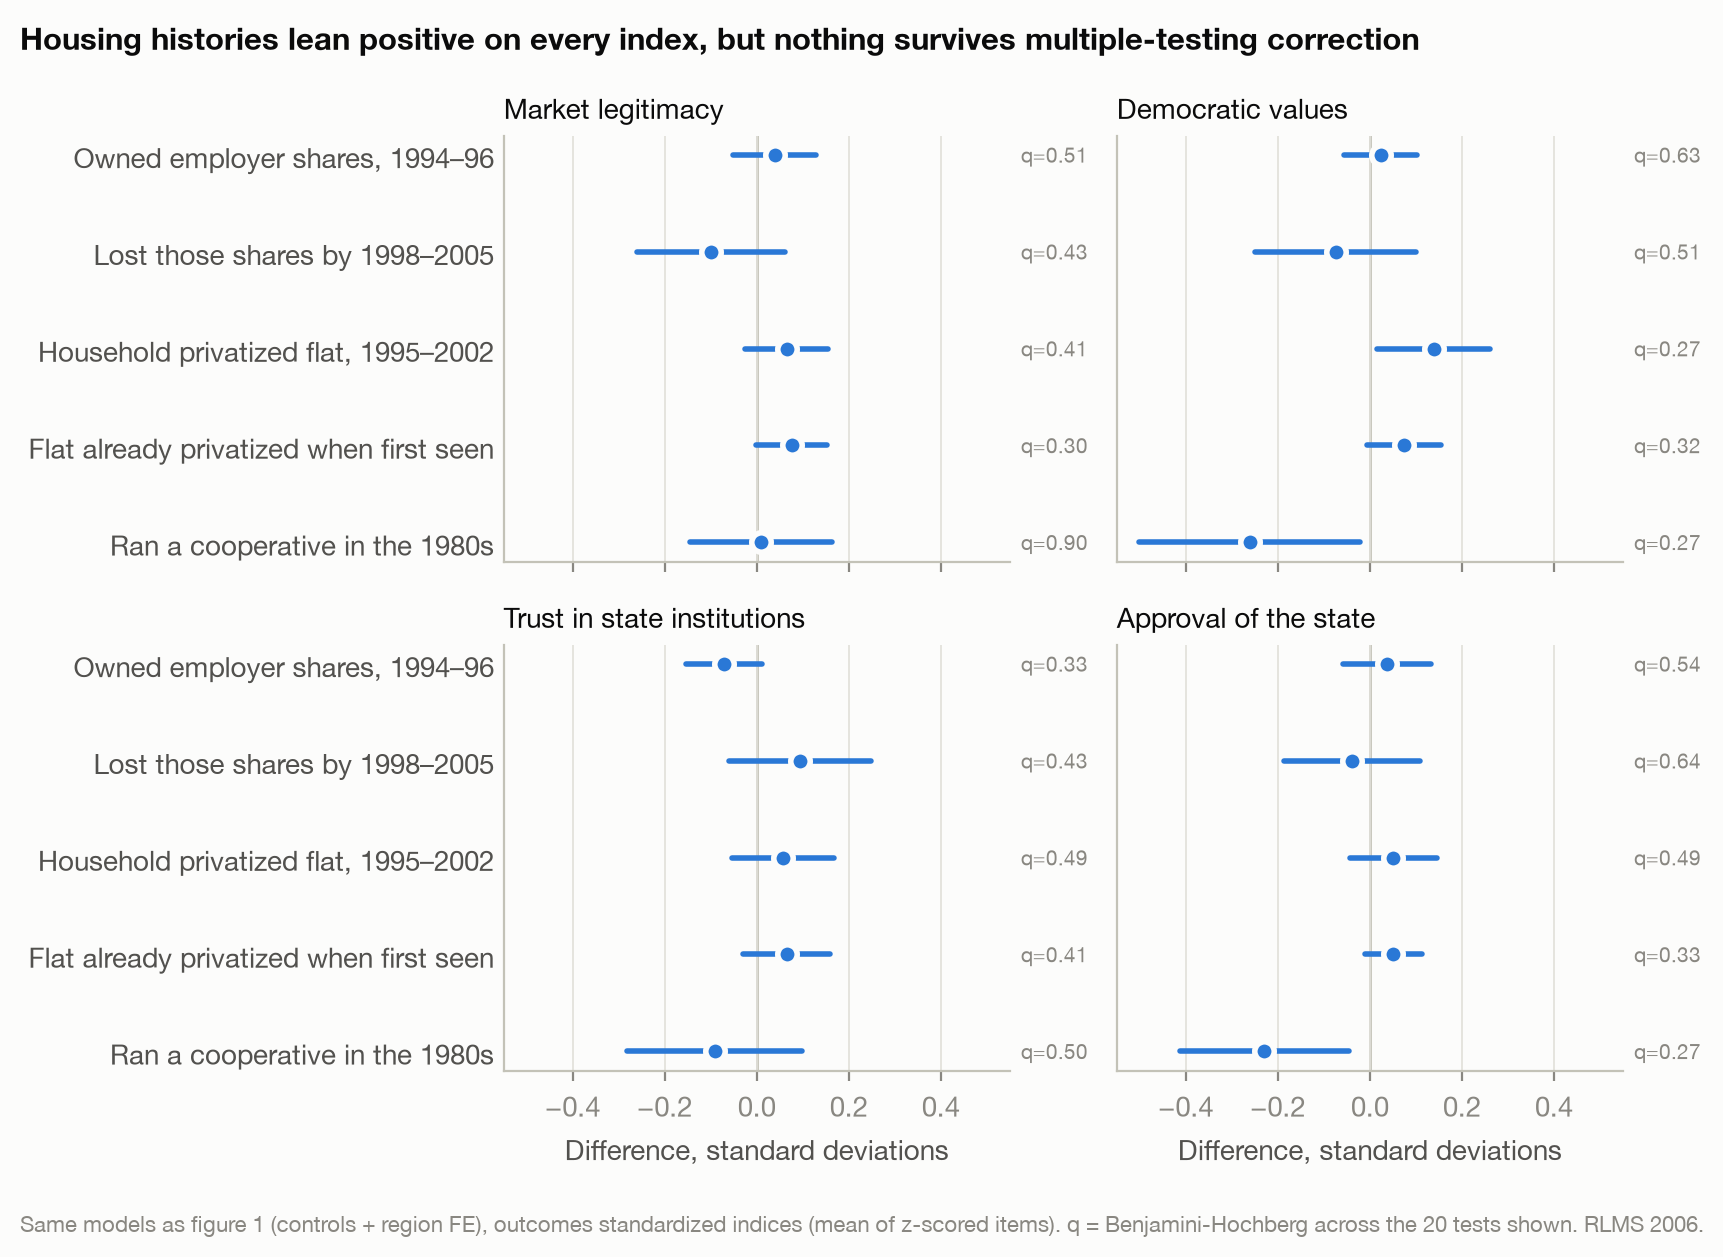 Housing histories lean positive on every index, but nothing survives multiple-testing correction
Market legitimacy
Democratic values
Owned employer shares, 1994–96
q=0.51
q=0.63
Lost those shares by 1998–2005
q=0.43
q=0.51
Household privatized flat, 1995–2002
q=0.41
q=0.27
Flat already privatized when first seen
q=0.30
q=0.32
Ran a cooperative in the 1980s
q=0.90
q=0.27
Trust in state institutions
Approval of the state
Owned employer shares, 1994–96
q=0.33
q=0.54
Lost those shares by 1998–2005
q=0.43
q=0.64
Household privatized flat, 1995–2002
q=0.49
q=0.49
Flat already privatized when first seen
q=0.41
q=0.33
Ran a cooperative in the 1980s
q=0.50
q=0.27
−0.4 −0.2 0.0 0.2 0.4
−0.4 −0.2 0.0 0.2 0.4
Difference, standard deviations
Difference, standard deviations
Same models as figure 1 (controls + region FE), outcomes standardized indices (mean of z-scored items). q = Benjamini-Hochberg across the 20 tests shown. RLMS 2006.